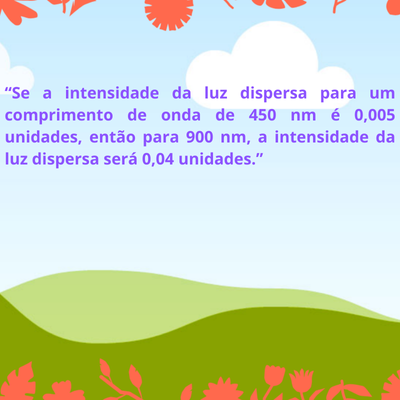 “Se a intensidade da luz dispersa para um
comprimento de onda de 450 nm é 0,005
unidades, então para 900 nm, a intensidade da
luz dispersa será 0,04 unidades.”